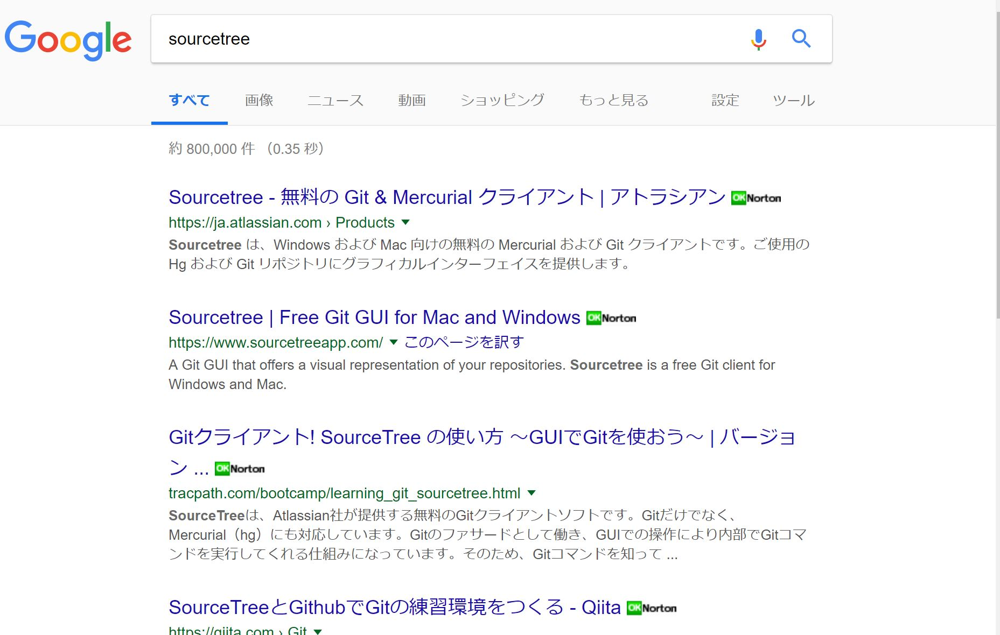 Google
sourcetree
すべて 画像 ニュース 動画 ショッピング もっと見る 設定 ツール
約 800,000 件 （0.35 秒）
Sourcetree - 無料の Git & Mercurial クライアント | アトラシアン OK Norton
https://ja.atlassian.com › Products
Sourcetree は、Windows および Mac 向けの無料の Mercurial および Git クライアントです。ご使用の
Hg および Git リポジトリにグラフィカルインターフェイスを提供します。
Sourcetree | Free Git GUI for Mac and Windows OK Norton
https://www.sourcetreeapp.com/ このページを訳す
A Git GUI that offers a visual representation of your repositories. Sourcetree is a free Git client for
Windows and Mac.
Gitクライアント! SourceTree の使い方 ～GUIでGitを使おう～ | バージョ
ン ... OK Norton
tracpath.com/bootcamp/learning_git_sourcetree.html
SourceTreeは、Atlassian社が提供する無料のGitクライアントソフトです。Gitだけでなく、
Mercurial（hg）にも対応しています。Gitのファサードとして働き、GUIでの操作により内部でGitコマ
ンドを実行してくれる仕組みになっています。そのため、Gitコマンドを知って ...
SourceTreeとGithubでGitの練習環境をつくる - Qiita OK Norton
https://qiita.com › Git